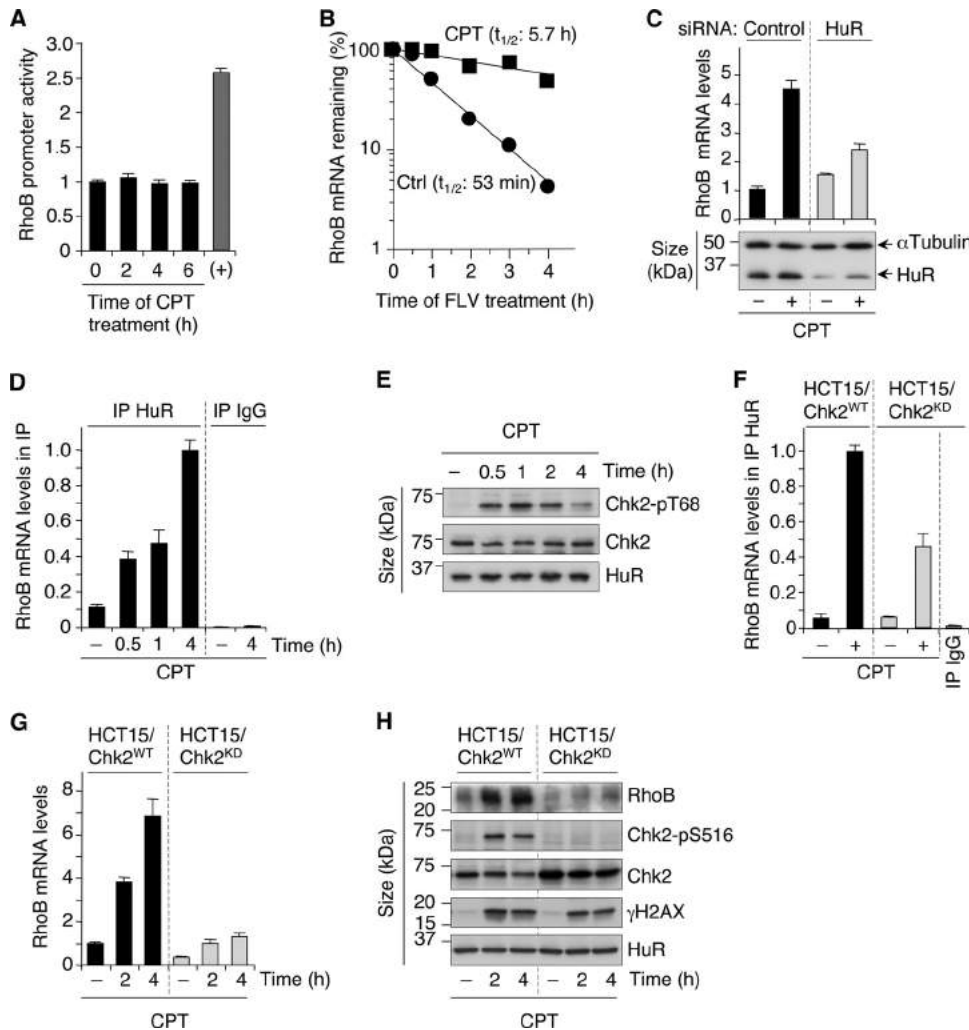 A
RhoB promoter activity
3.0
2.5
2.0
1.5
1.0
0.5
0
0 2 4 6 (+)
Time of CPT
treatment (h)
B
RhoB mRNA remaining (%)
CPT (t1/2: 5.7 h)
100
10
1
Ctrl (t1/2: 53 min)
0 1 2 3 4
Time of FLV treatment (h)
C
siRNA: Control HuR
RhoB mRNA levels
5
4
3
2
1
0
Size
(kDa)
50
37
αTubulin
HuR
– + – +
CPT
D
IP HuR IP IgG
RhoB mRNA levels in IP
1.0
0.8
0.6
0.4
0.2
0
– 0.5 1 4 – 4 Time (h)
CPT
E
CPT
– 0.5 1 2 4 Time (h)
Size (kDa)
75
Chk2-pT68
75
Chk2
37
HuR
F
HCT15/ HCT15/
Chk2WT Chk2KD
RhoB mRNA levels in IP HuR
1.0
0.8
0.6
0.4
0.2
0
– + – + IP IgG
CPT
G
HCT15/ HCT15/
Chk2WT Chk2KD
RhoB mRNA levels
8
6
4
2
1
0
– 2 4 – 2 4 Time (h)
CPT
H
HCT15/ HCT15/
Chk2WT Chk2KD
Size (kDa)
25
20
RhoB
75
Chk2-pS516
75
Chk2
20
γH2AX
37
HuR
– 2 4 – 2 4 Time (h)
CPT